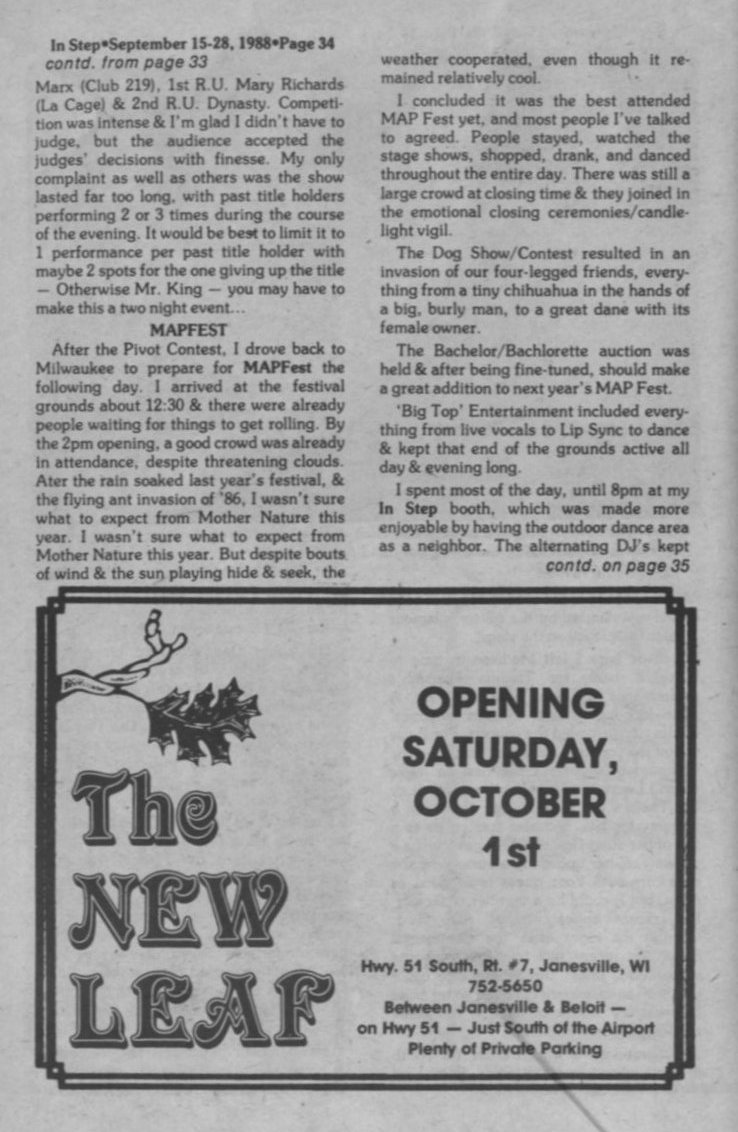 In Step•September 15-28, 1988•Page 34
contd. from page 33
Marx (Club 219), 1st R.U. Mary Richards
(La Cage) & 2nd R.U. Dynasty. Competi-
tion was intense & I'm glad I didn't have to
judge, but the audience accepted the
judges' decisions with finesse. My only
complaint as well as others was the show
lasted far too long, with past title holders
performing 2 or 3 times during the course
of the evening. It would be best to limit it to
1 performance per past title holder with
maybe 2 spots for the one giving up the title
— Otherwise Mr. King — you may have to
make this a two night event...
MAPFEST
After the Pivot Contest, I drove back to
Milwaukee to prepare for MAPFest the
following day. I arrived at the festival
grounds about 12:30 & there were already
people waiting for things to get rolling. By
the 2pm opening, a good crowd was already
in attendance, despite threatening clouds.
Ater the rain soaked last year's festival, &
the flying ant invasion of '86, I wasn't sure
what to expect from Mother Nature this
year. I wasn't sure what to expect from
Mother Nature this year. But despite bouts
of wind & the sun playing hide & seek, the
weather cooperated, even though it re-
mained relatively cool.
I concluded it was the best attended
MAP Fest yet, and most people I've talked
to agreed. People stayed, watched the
stage shows, shopped, drank, and danced
throughout the entire day. There was still a
large crowd at closing time & they joined in
the emotional closing ceremonies/candle-
light vigil.
The Dog Show/Contest resulted in an
invasion of our four-legged friends, every-
thing from a tiny chihuahua in the hands of
a big, burly man, to a great dane with its
female owner.
The Bachelor/Bachlorette auction was
held & after being fine-tuned, should make
a great addition to next year's MAP Fest.
'Big Top' Entertainment included every-
thing from live vocals to Lip Sync to dance
& kept that end of the grounds active all
day & evening long.
I spent most of the day, until 8pm at my
In Step booth, which was made more
enjoyable by having the outdoor dance area
as a neighbor. The alternating DJ's kept
contd. on page 35
The
NEW
LEAF
OPENING
SATURDAY,
OCTOBER
1st
Hwy. 51 South, Rt. #7, Janesville, WI
752-5650
Between Janesville & Beloit —
on Hwy 51 — Just South of the Airport
Plenty of Private Parking